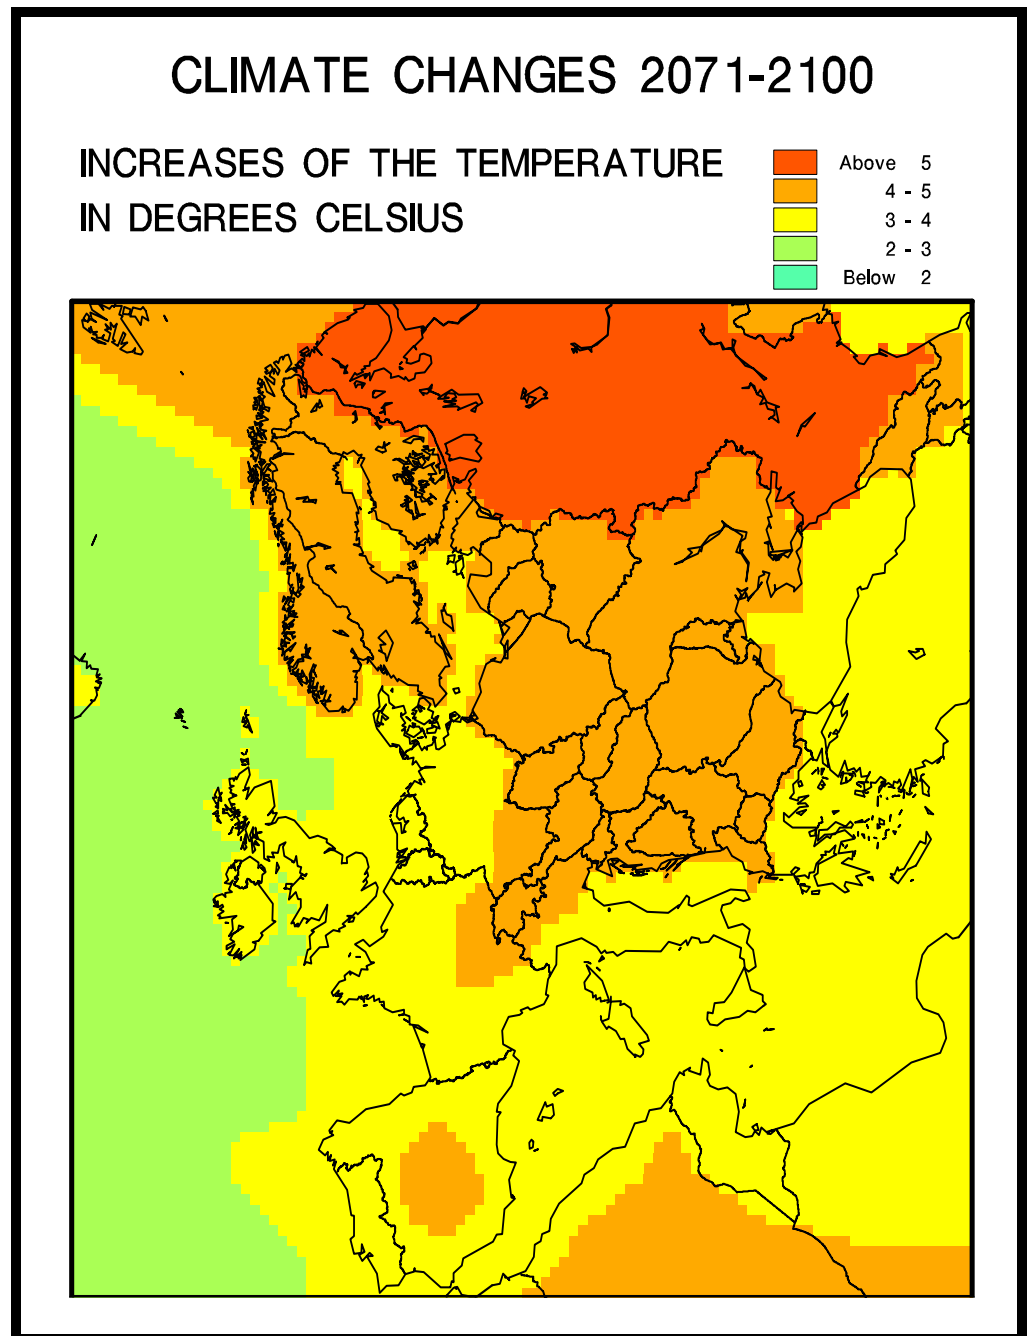 CLIMATE CHANGES 2071-2100
INCREASES OF THE TEMPERATURE
IN DEGREES CELSIUS
Above 5
4 - 5
3 - 4
2 - 3
Below 2